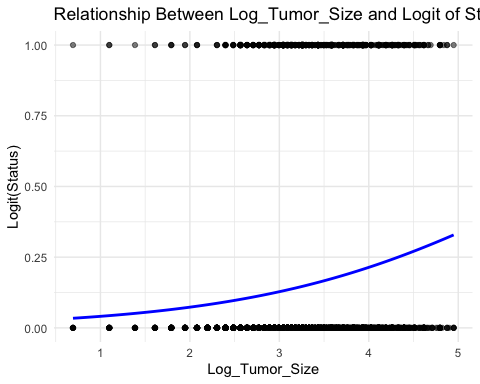 Relationship Between Log_Tumor_Size and Logit of St
1.00
0.75
0.50
0.25
0.00
Logit(Status)
1 2 3 4 5
Log_Tumor_Size